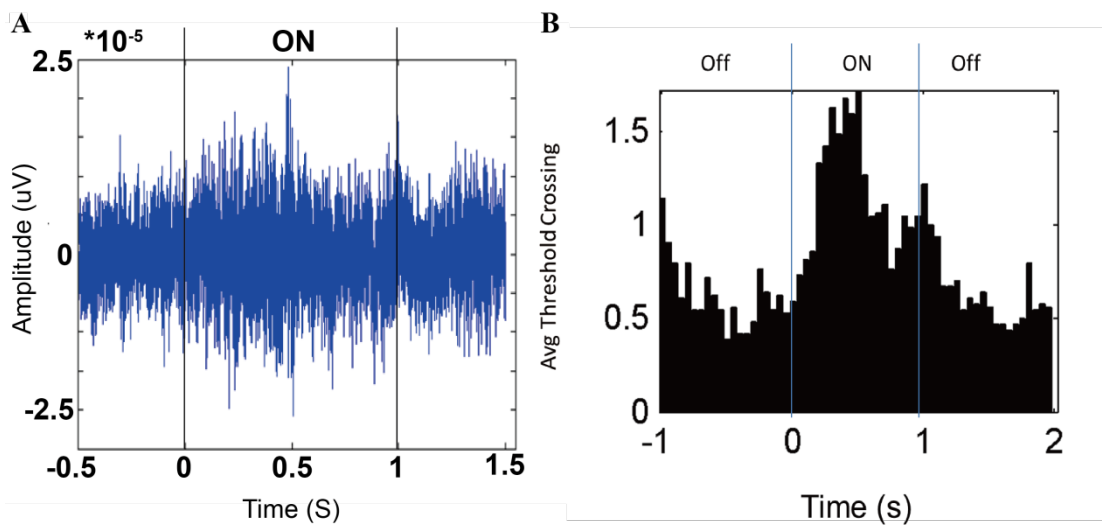 A
*10-5
ON
2.5
0
-2.5
Amplitude (uV)
-0.5
0
0.5
1
1.5
Time (S)
B
Off
ON
Off
1.5
1
0.5
0
Avg Threshold Crossing
-1
0
1
2
Time (s)